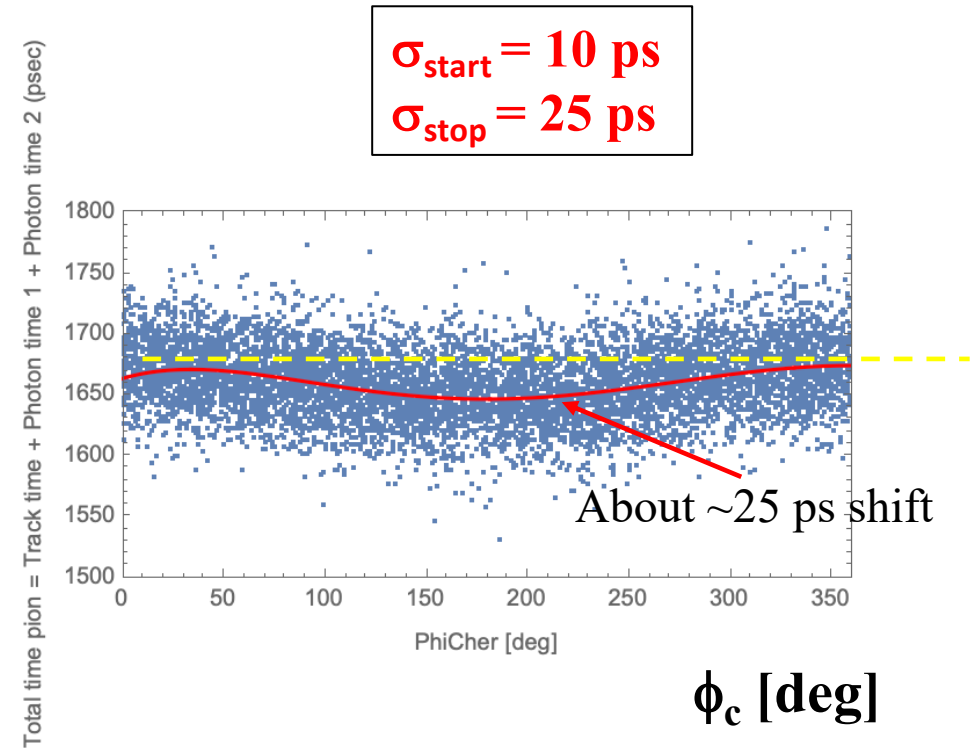 σstart = 10 ps
σstop = 25 ps
Total time pion = Track time + Photon time 1 + Photon time 2 (psec)
1800
1750
1700
1650
1600
1550
1500
About ~25 ps shift
0 50 100 150 200 250 300 350
PhiCher [deg]
ϕc [deg]